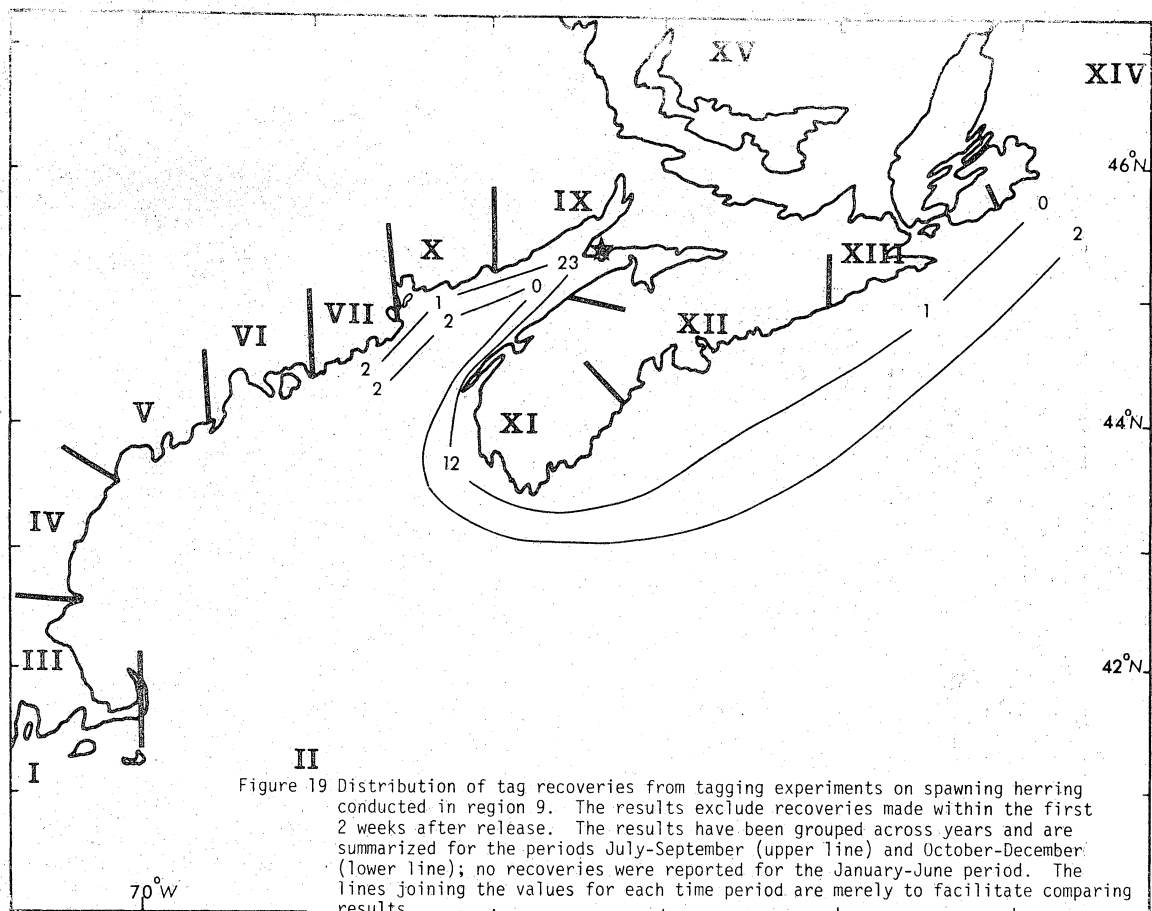 XV
XIV
46°N
IX
0
2
X
XIII
23
0
1
VII
2
1
VI
XII
2
2
V
44°N
XI
12
IV
III
42°N
II
I
Figure 19 Distribution of tag recoveries from tagging experiments on spawning herring
conducted in region 9. The results exclude recoveries made within the first
2 weeks after release. The results have been grouped across years and are
summarized for the periods July-September (upper line) and October-December
(lower line); no recoveries were reported for the January-June period. The
lines joining the values for each time period are merely to facilitate comparing
results
70°W